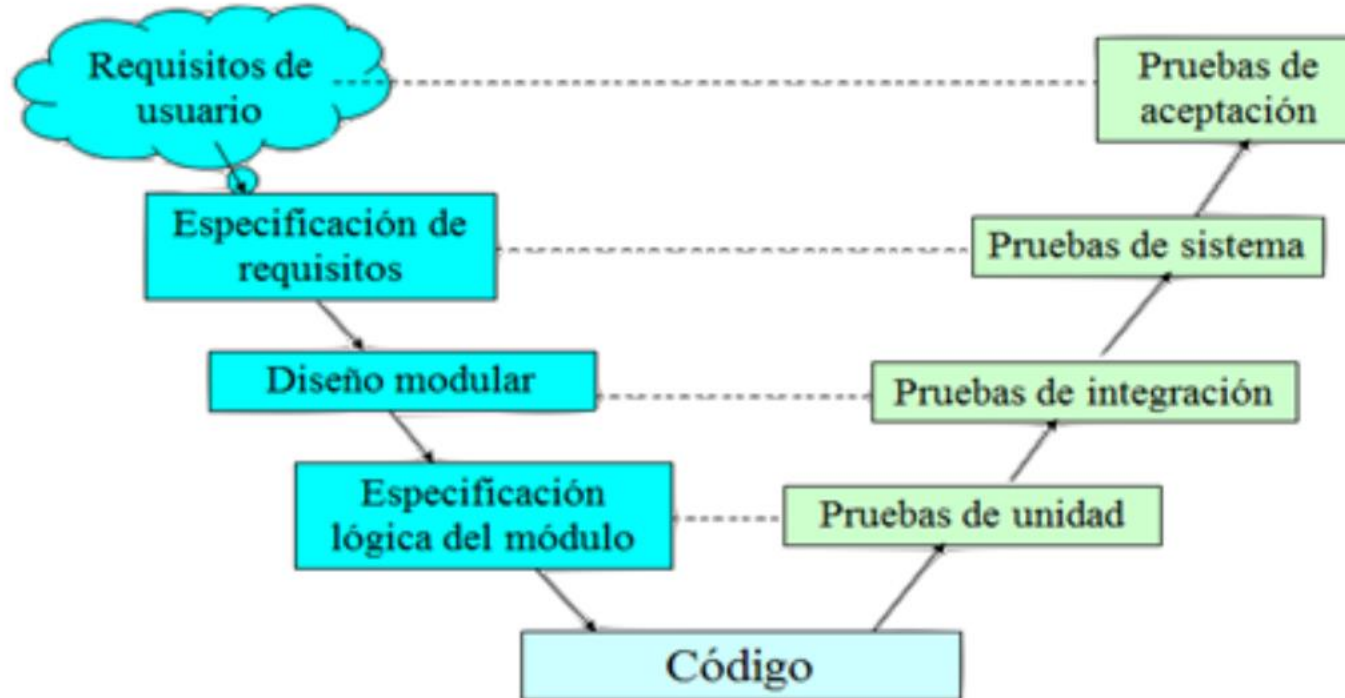 Requisitos de
usuario
Pruebas de
aceptación
Especificación de
requisitos
Pruebas de sistema
Diseño modular
Pruebas de integración
Especificación
lógica del módulo
Pruebas de unidad
Código